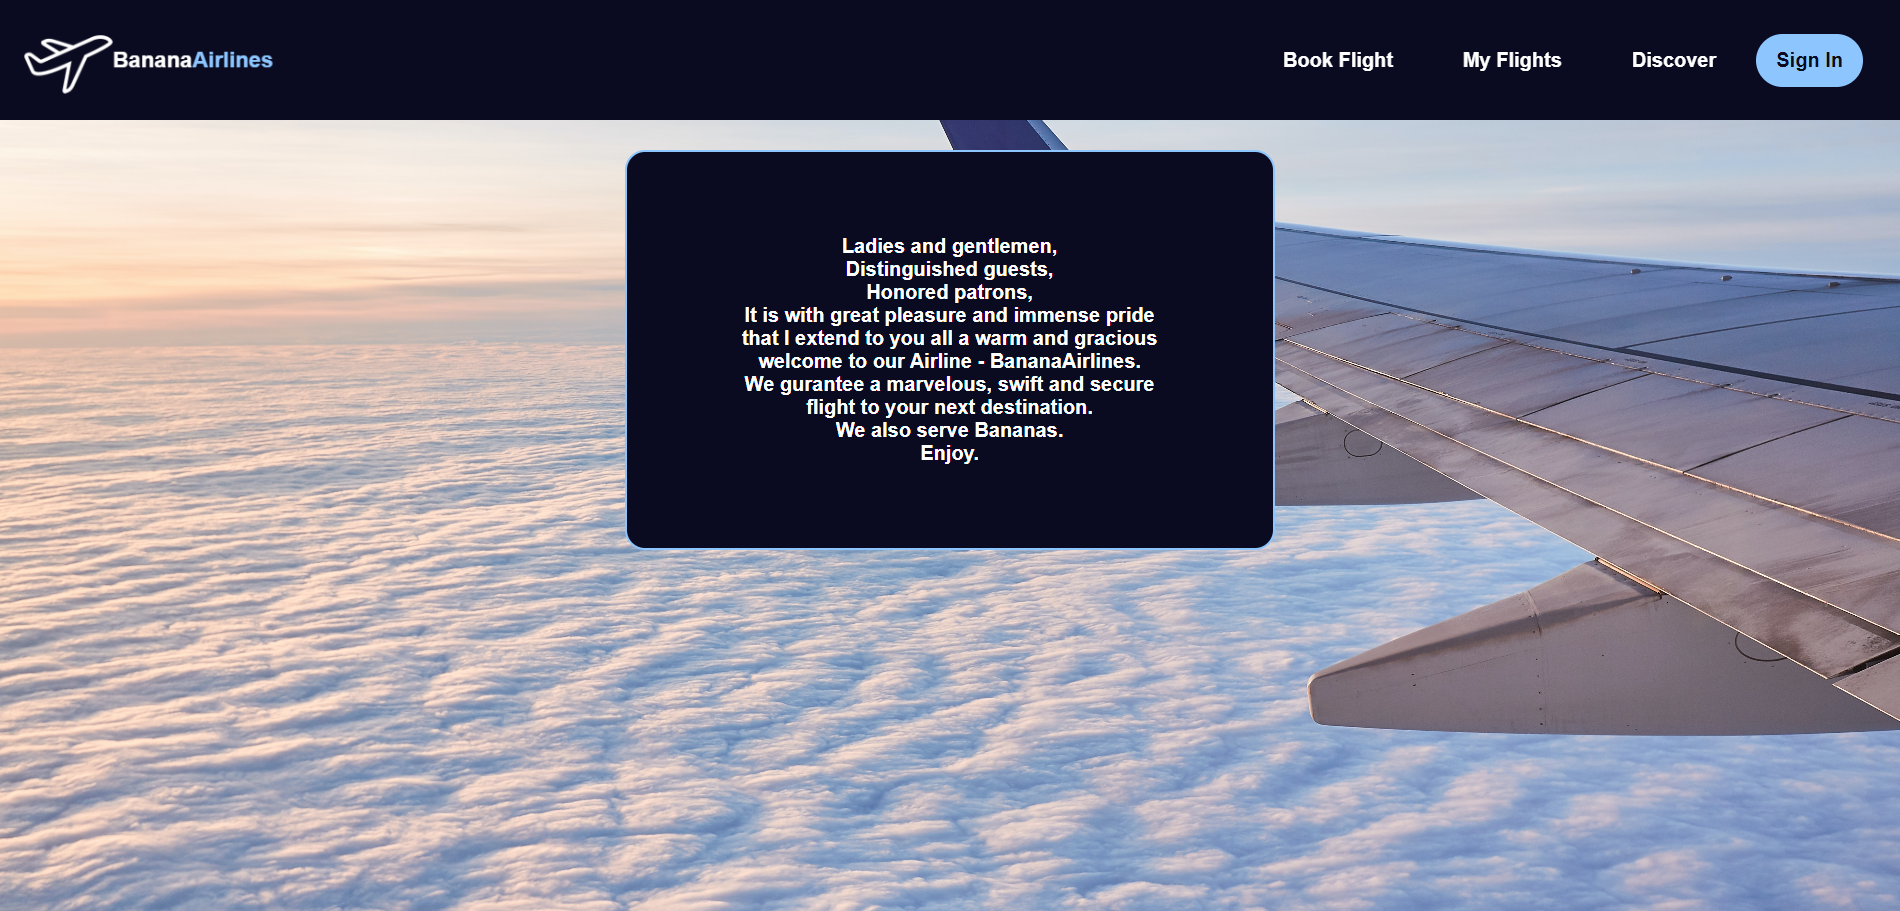 BananaAirlines
Book Flight
My Flights
Discover
Sign In
Ladies and gentlemen,
Distinguished guests,
Honored patrons,
It is with great pleasure and immense pride
that I extend to you all a warm and gracious
welcome to our Airline - BananaAirlines.
We gurantee a marvelous, swift and secure
flight to your next destination.
We also serve Bananas.
Enjoy.